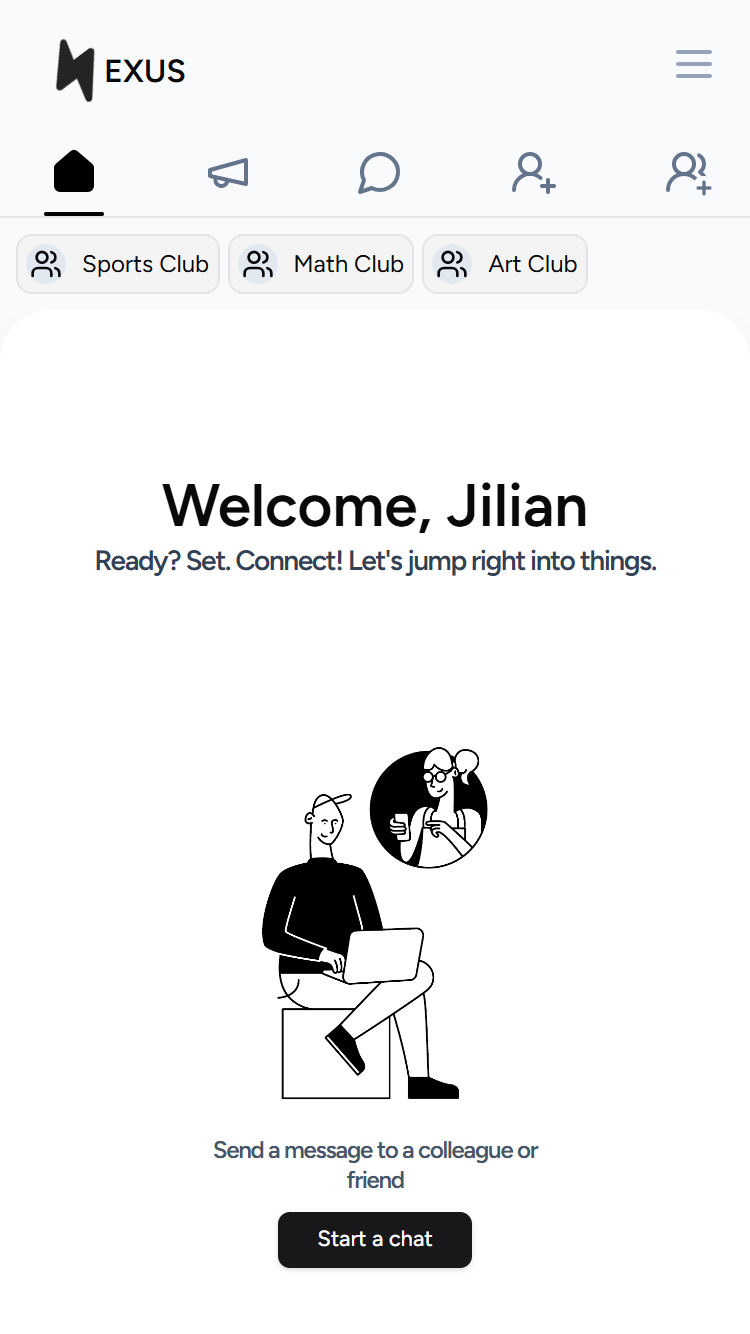 EXUS
Sports Club
Math Club
Art Club
Welcome, Jilian
Ready? Set. Connect! Let's jump right into things.
Send a message to a colleague or
friend
Start a chat